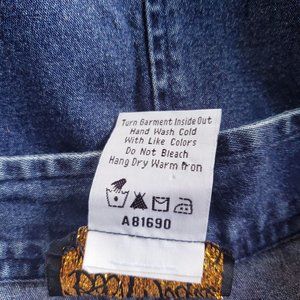 Turn Garment Inside Out
Hand Wash Cold
With Like Colors
Do Not Bleach
Hang Dry Warm Iron
A81690